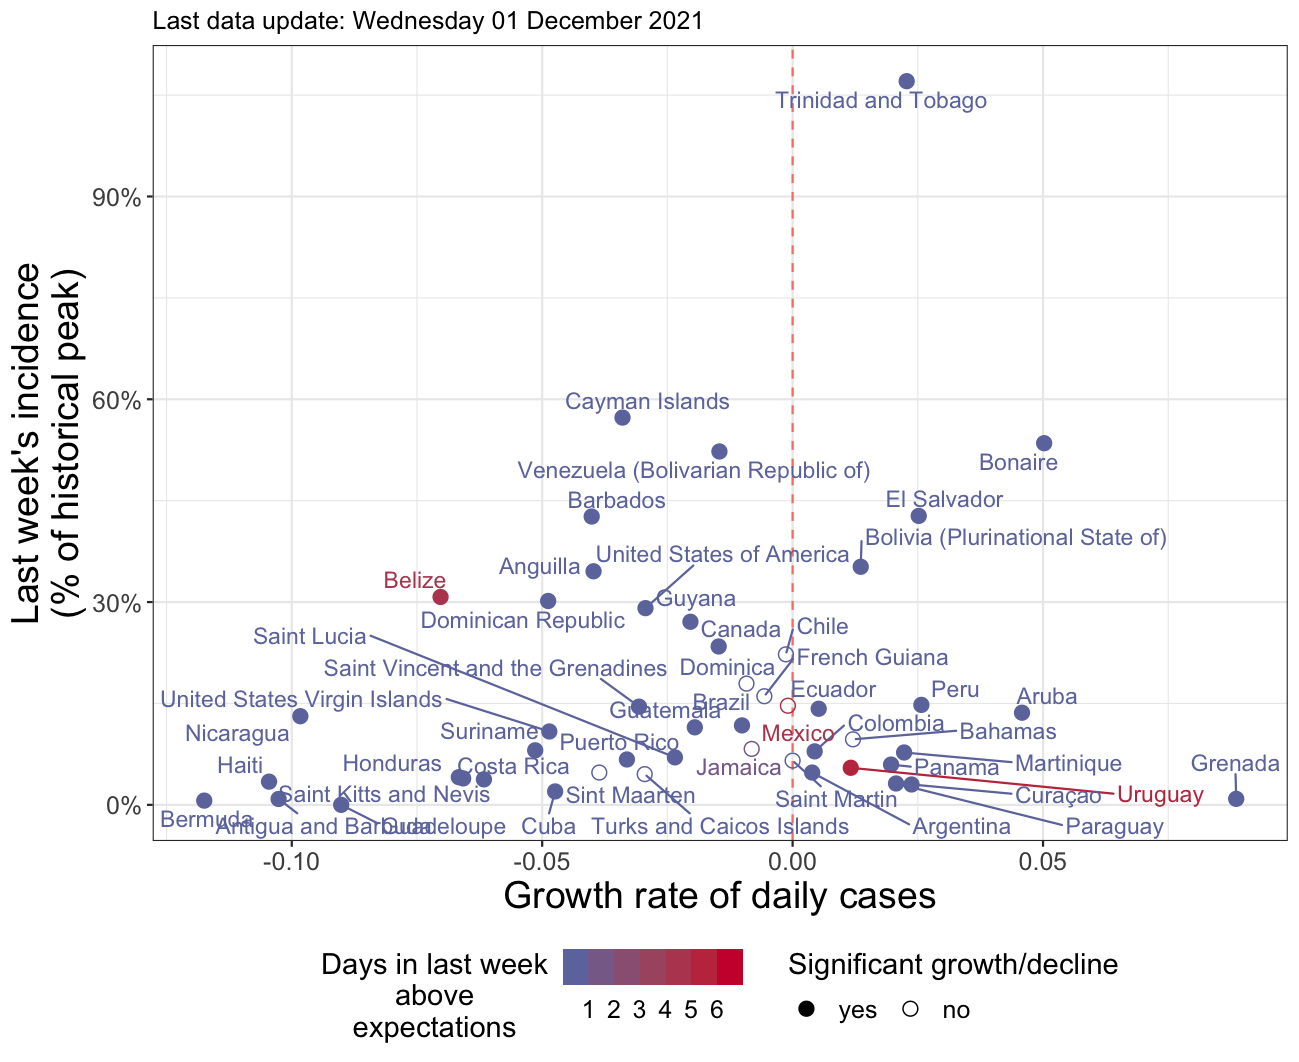 Last data update: Wednesday 01 December 2021
Trinidad and Tobago
90%
Last week's incidence
(% of historical peak)
60%
Cayman Islands
Bonaire
Venezuela (Bolivarian Republic of)
Barbados
El Salvador
Bolivia (Plurinational State of)
United States of America
Anguilla
Belize
30%
Guyana
Dominican Republic
Canada
Chile
Saint Lucia
French Guiana
Saint Vincent and the Grenadines
Dominica
Ecuador
Peru
Aruba
United States Virgin Islands
Brazil
Guatemala
Colombia
Nicaragua
Suriname
Mexico
Bahamas
Puerto Rico
Haiti
Honduras
Costa Rica
Jamaica
Panama
Martinique
Grenada
Saint Kitts and Nevis
Sint Maarten
Saint Martin
Curaçao
Uruguay
0%
Bermuda
Antigua and Barbuda
Guadeloupe
Cuba
Turks and Caicos Islands
Argentina
Paraguay
-0.10
-0.05
0.00
0.05
Growth rate of daily cases
Days in last week
above
expectations
1 2 3 4 5 6
Significant growth/decline
yes
no